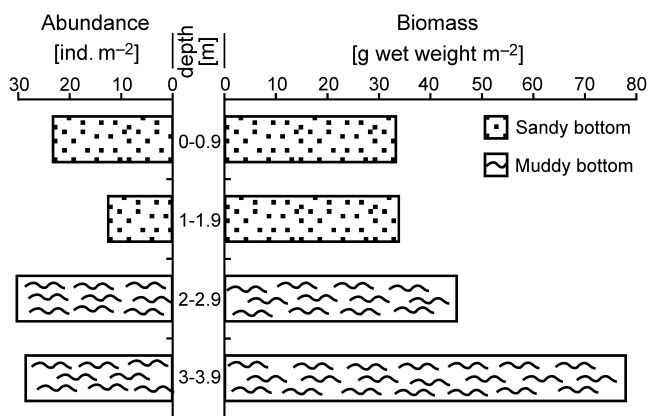 Abundance
[ind. m–2]
depth
[m]
Biomass
[g wet weight m–2]
30 20 10 0
0 10 20 30 40 50 60 70 80
0-0.9
1-1.9
2-2.9
3-3.9
Sandy bottom
Muddy bottom